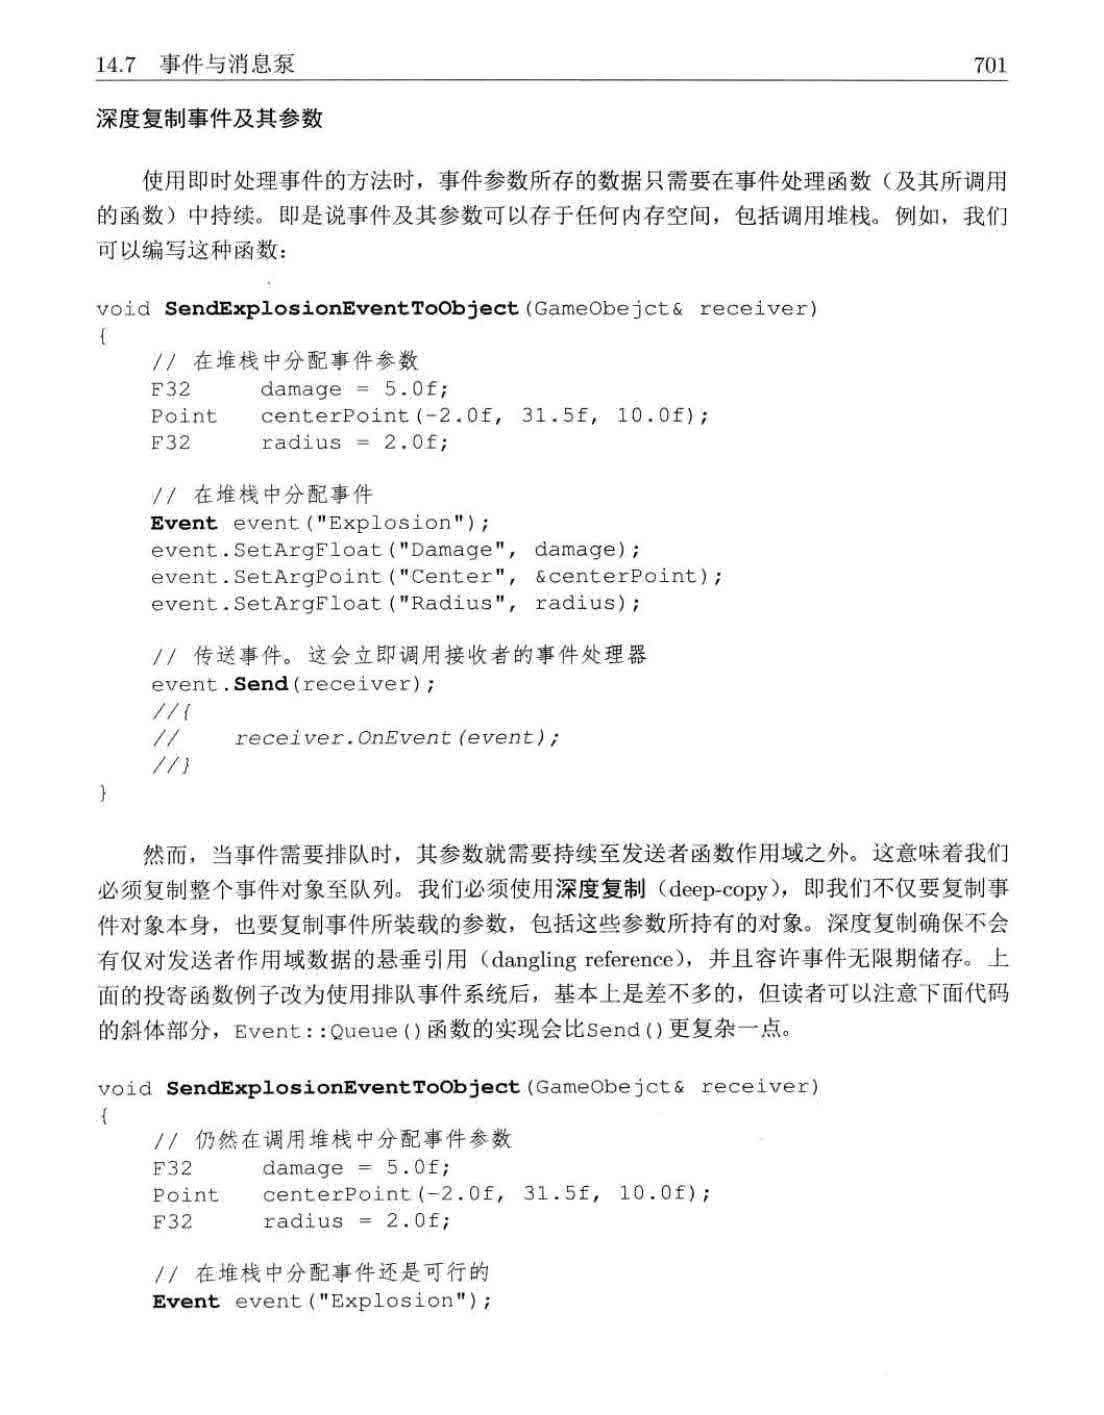 14.7 事件与消息泵 701
深度复制事件及其参数
使用即时处理事件的方法时，事件参数所存的数据只需要在事件处理函数（及其所调用
的函数）中持续。即是说事件及其参数可以存于任何内存空间，包括调用堆栈。例如，我们
可以编写这种函数：
void SendExplosionEventToObject(GameObejct& receiver)
{
// 在堆栈中分配事件参数
F32 damage = 5.0f;
Point centerPoint(-2.0f, 31.5f, 10.0f);
F32 radius = 2.0f;
// 在堆栈中分配事件
Event event("Explosion");
event.SetArgFloat("Damage", damage);
event.SetArgPoint("Center", &centerPoint);
event.SetArgFloat("Radius", radius);
// 传送事件。这会立即调用接收者的事件处理器
event.Send(receiver);
//{
// receiver.OnEvent(event);
//}
}
然而，当事件需要排队时，其参数就需要持续至发送者函数作用域之外。这意味着我们
必须复制整个事件对象至队列。我们必须使用深度复制（deep-copy），即我们不仅要复制事
件对象本身，也要复制事件所装载的参数，包括这些参数所持有的对象。深度复制确保不会
有仅对发送者作用域数据的悬垂引用（dangling reference），并且容许事件无限期储存。上
面的投寄函数例子改为使用排队事件系统后，基本上是差不多的，但读者可以注意下面代码
的斜体部分，Event::Queue()函数的实现会比Send()更复杂一点。
void SendExplosionEventToObject(GameObejct& receiver)
{
// 仍然在调用堆栈中分配事件参数
F32 damage = 5.0f;
Point centerPoint(-2.0f, 31.5f, 10.0f);
F32 radius = 2.0f;
// 在堆栈中分配事件还是可行的
Event event("Explosion");